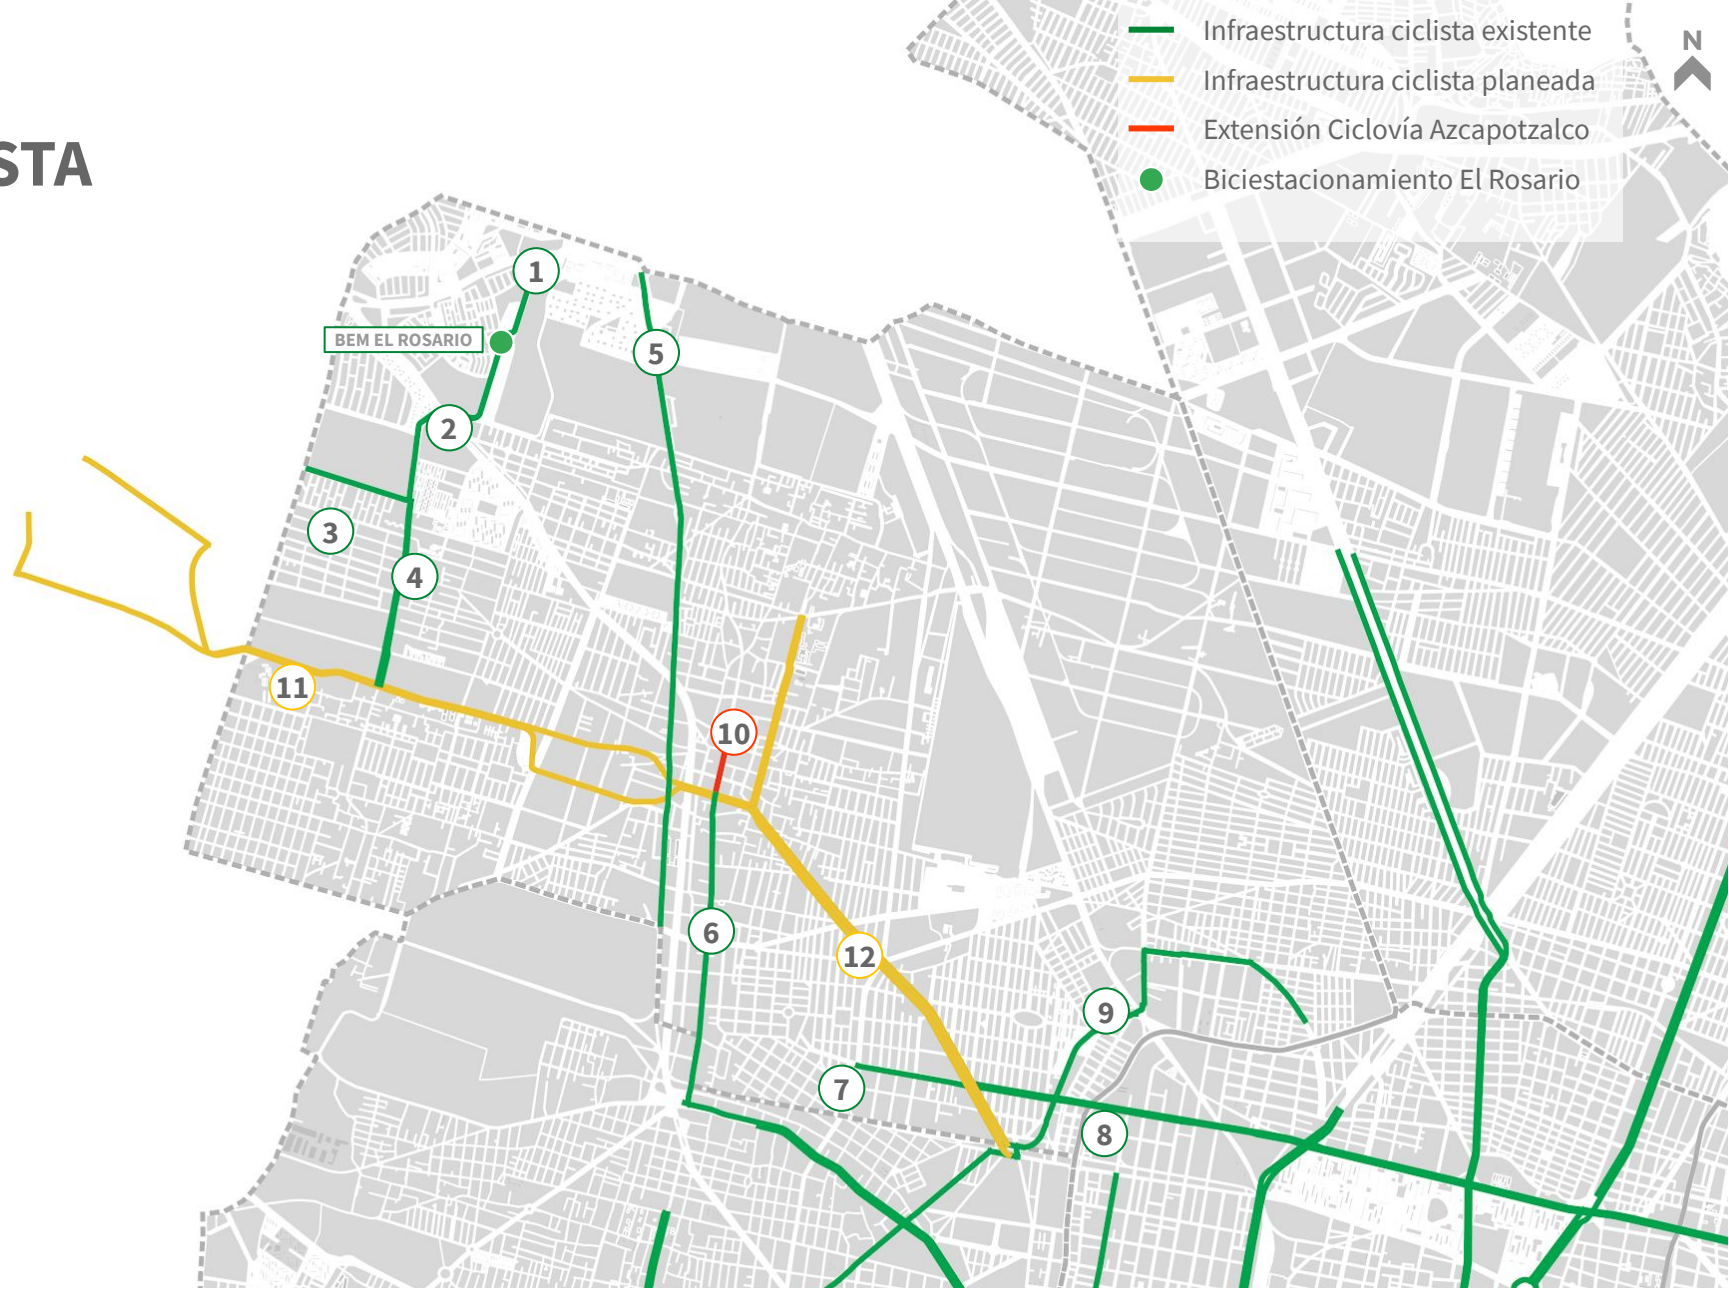 Infraestructura ciclista existente
Infraestructura ciclista planeada
Extensión Ciclovía Azcapotzalco
Biciestacionamiento El Rosario
N
STA
1
BEM EL ROSARIO
5
2
3
4
11
10
6
12
9
7
8